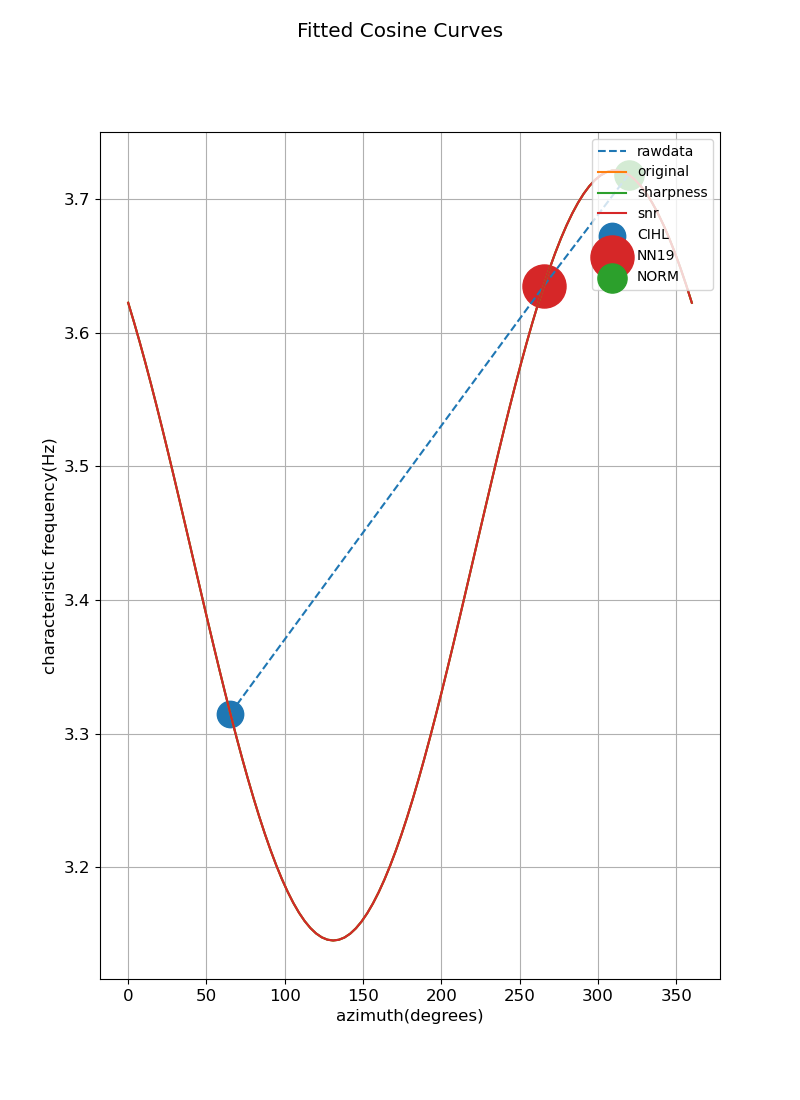 Fitted Cosine Curves
rawdata
original
sharpness
snr
CIHL
NN19
NORM
3.7
3.6
3.5
3.4
3.3
3.2
characteristic frequency(Hz)
0 50 100 150 200 250 300 350
azimuth(degrees)